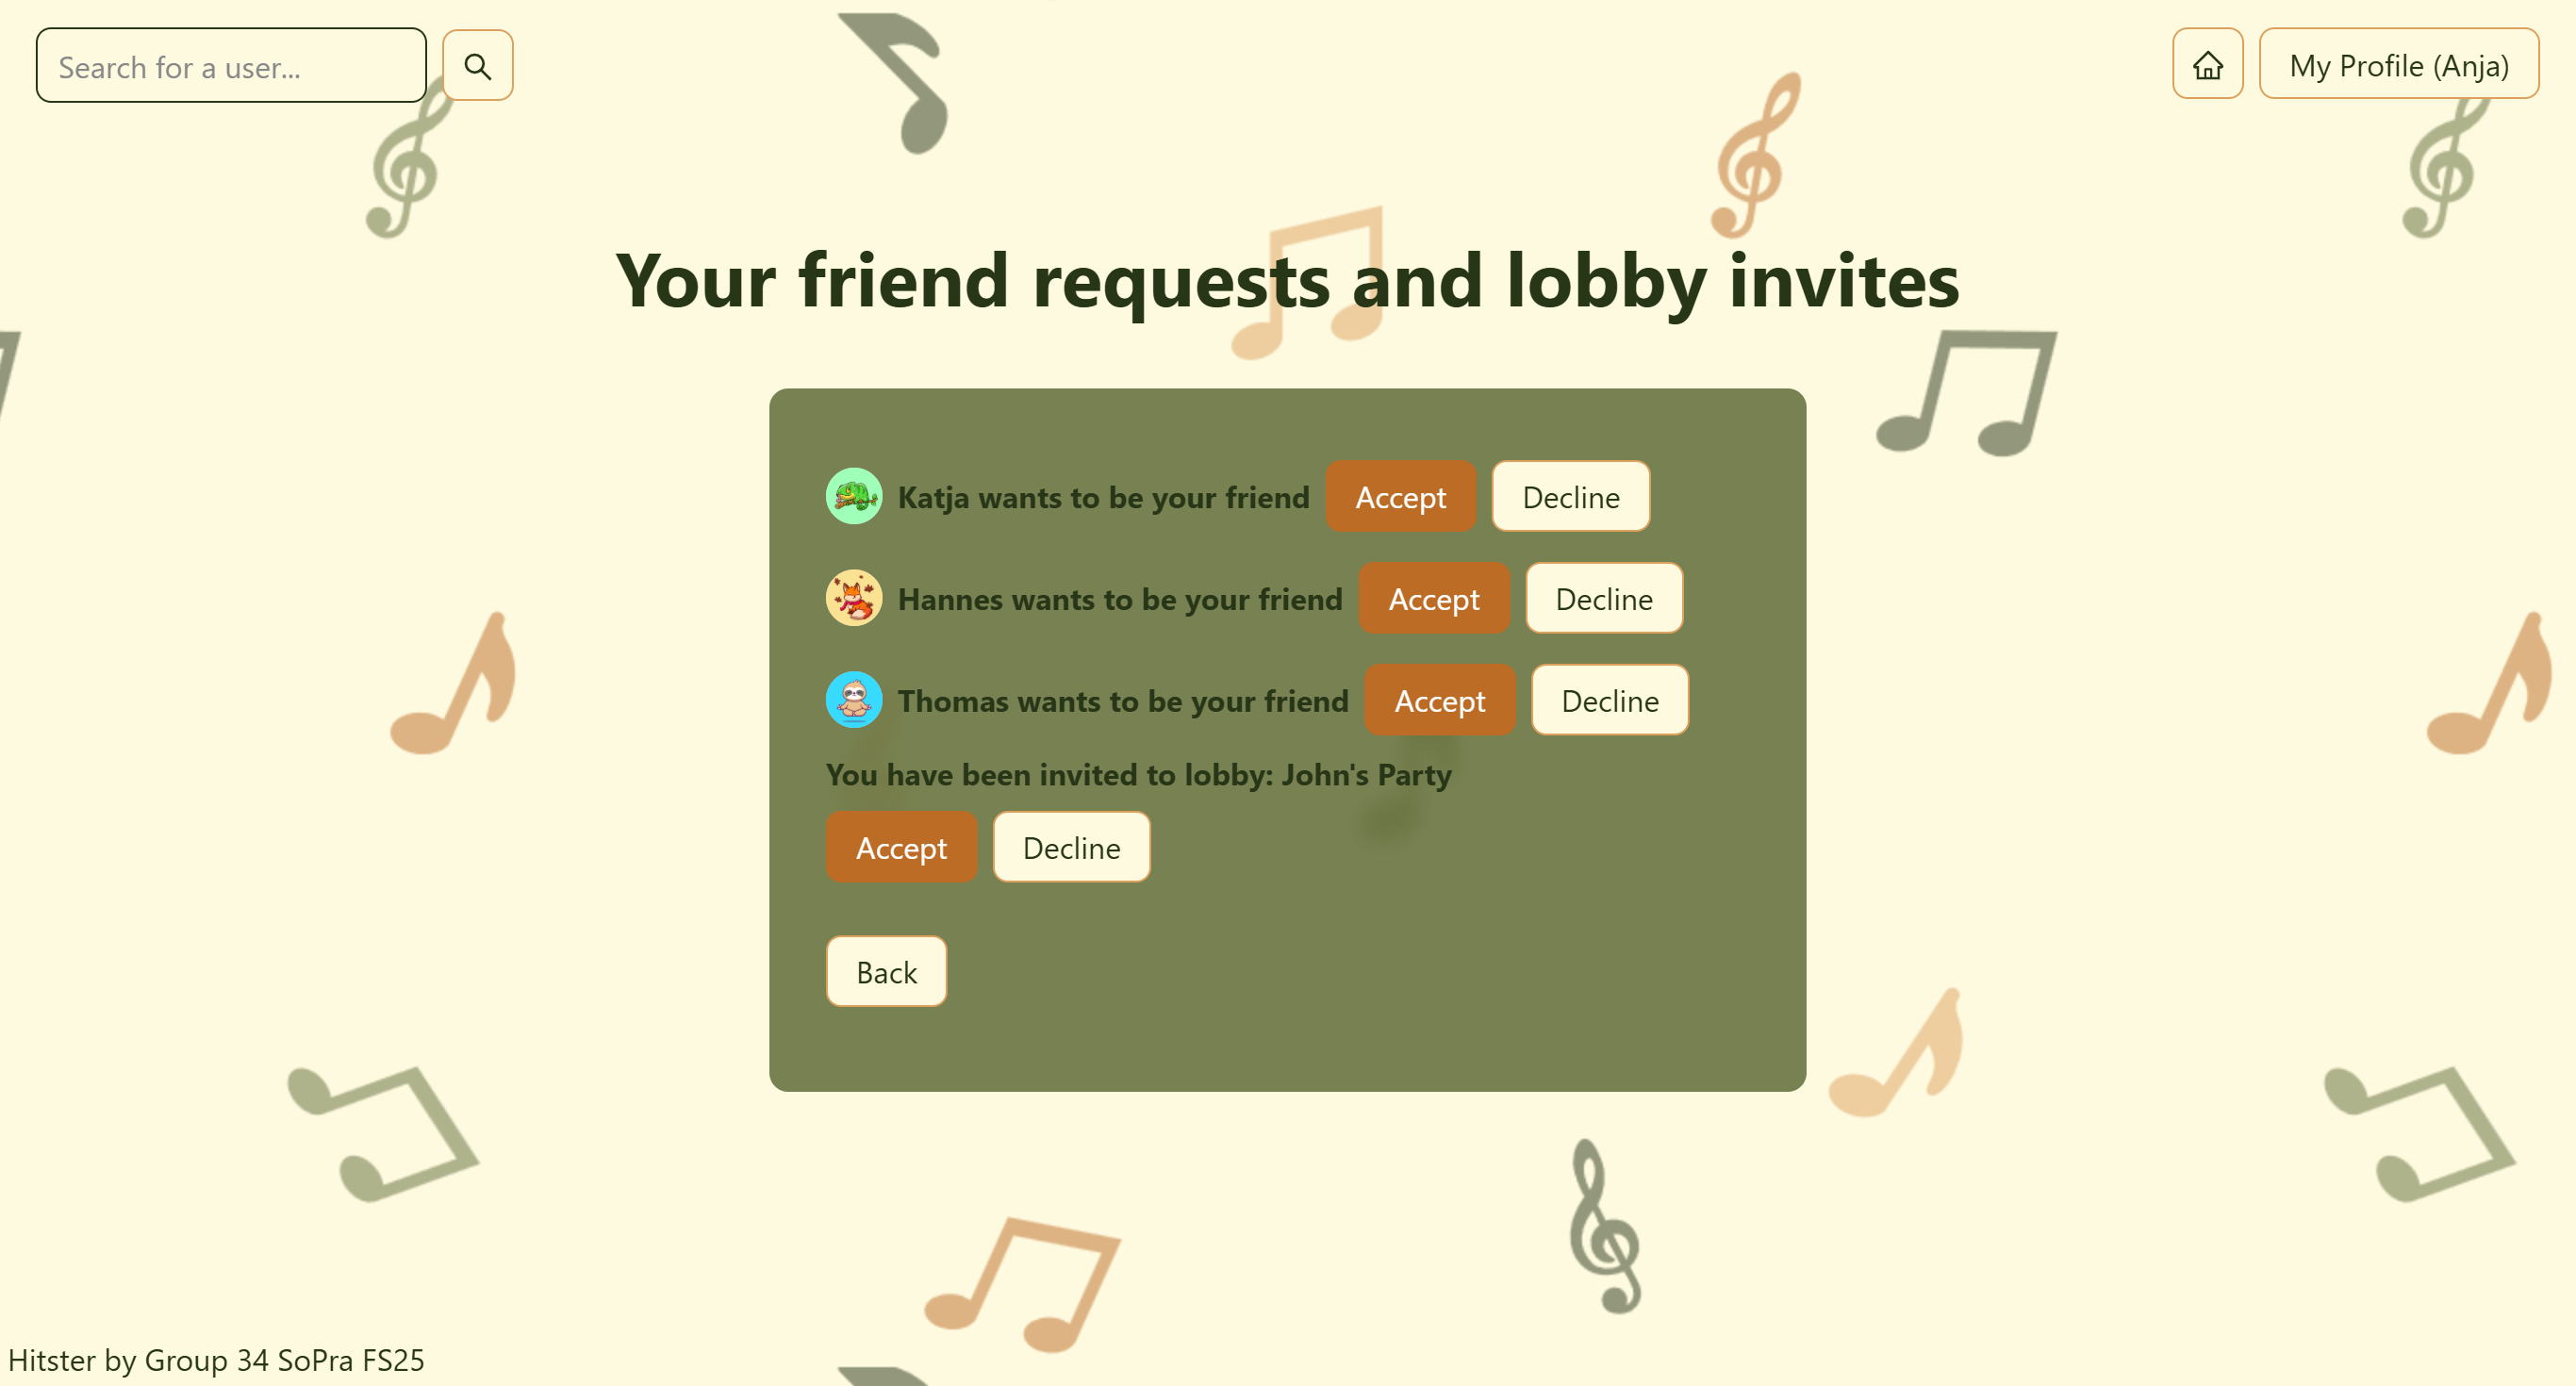 Search for a user...
My Profile (Anja)
Your friend requests and lobby invites
Katja wants to be your friend Accept Decline
Hannes wants to be your friend Accept Decline
Thomas wants to be your friend Accept Decline
You have been invited to lobby: John's Party
Accept Decline
Back
Hitster by Group 34 SoPra FS25